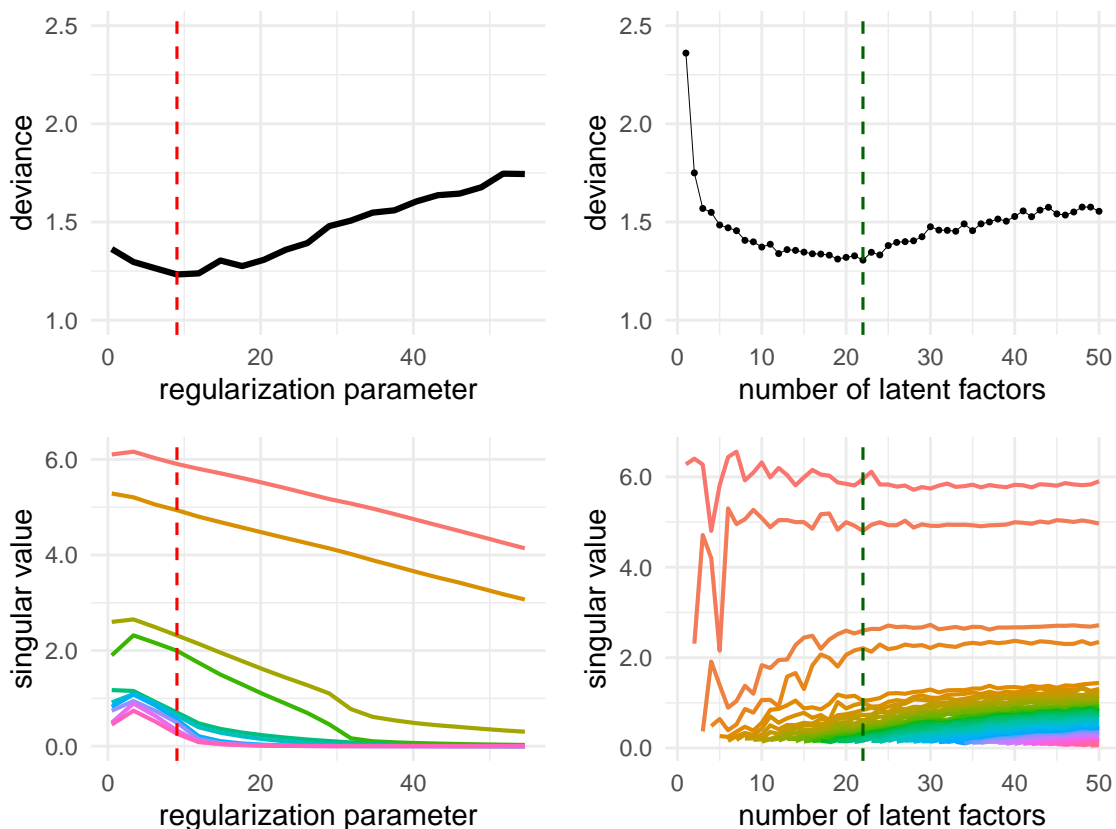 2.5
2.0
1.5
1.0
deviance
0 20 40
regularization parameter
2.5
2.0
1.5
1.0
deviance
0 10 20 30 40 50
number of latent factors
6.0
4.0
2.0
0.0
singular value
0 20 40
regularization parameter
6.0
4.0
2.0
0.0
singular value
0 10 20 30 40 50
number of latent factors